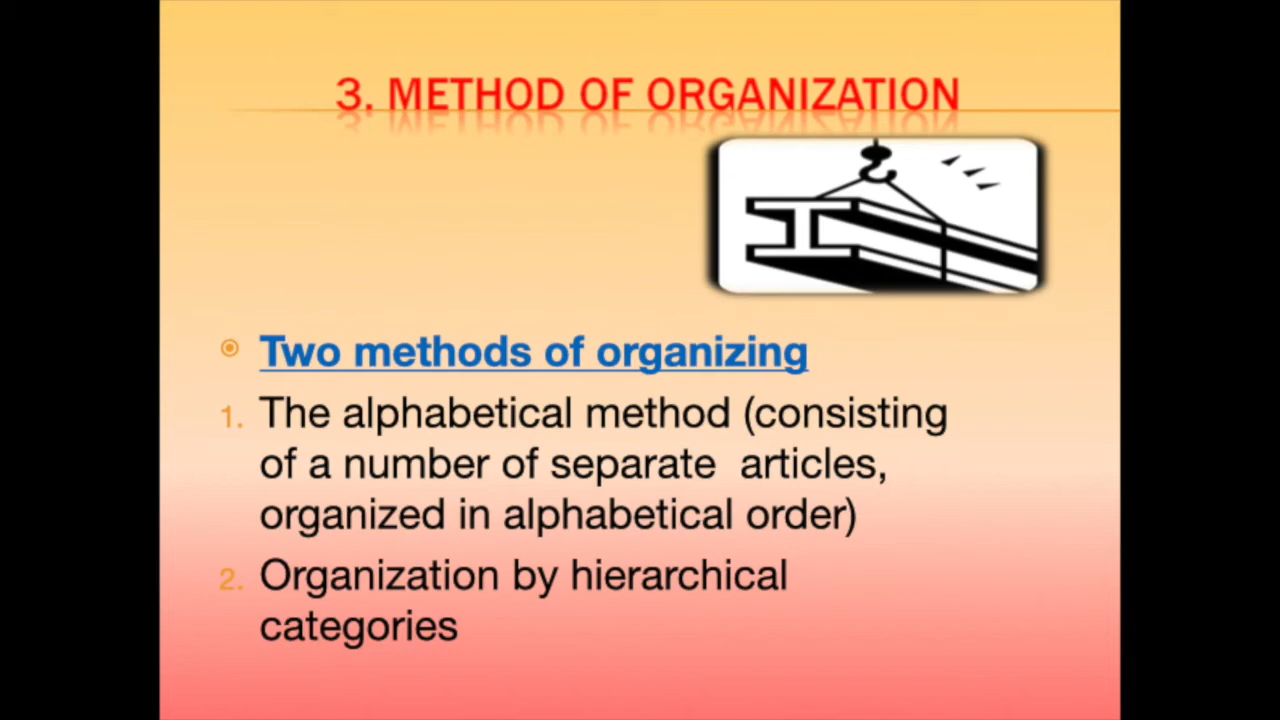 3. METHOD OF ORGANIZATION
Two methods of organizing
1. The alphabetical method (consisting
of a number of separate articles,
organized in alphabetical order)
2. Organization by hierarchical
categories